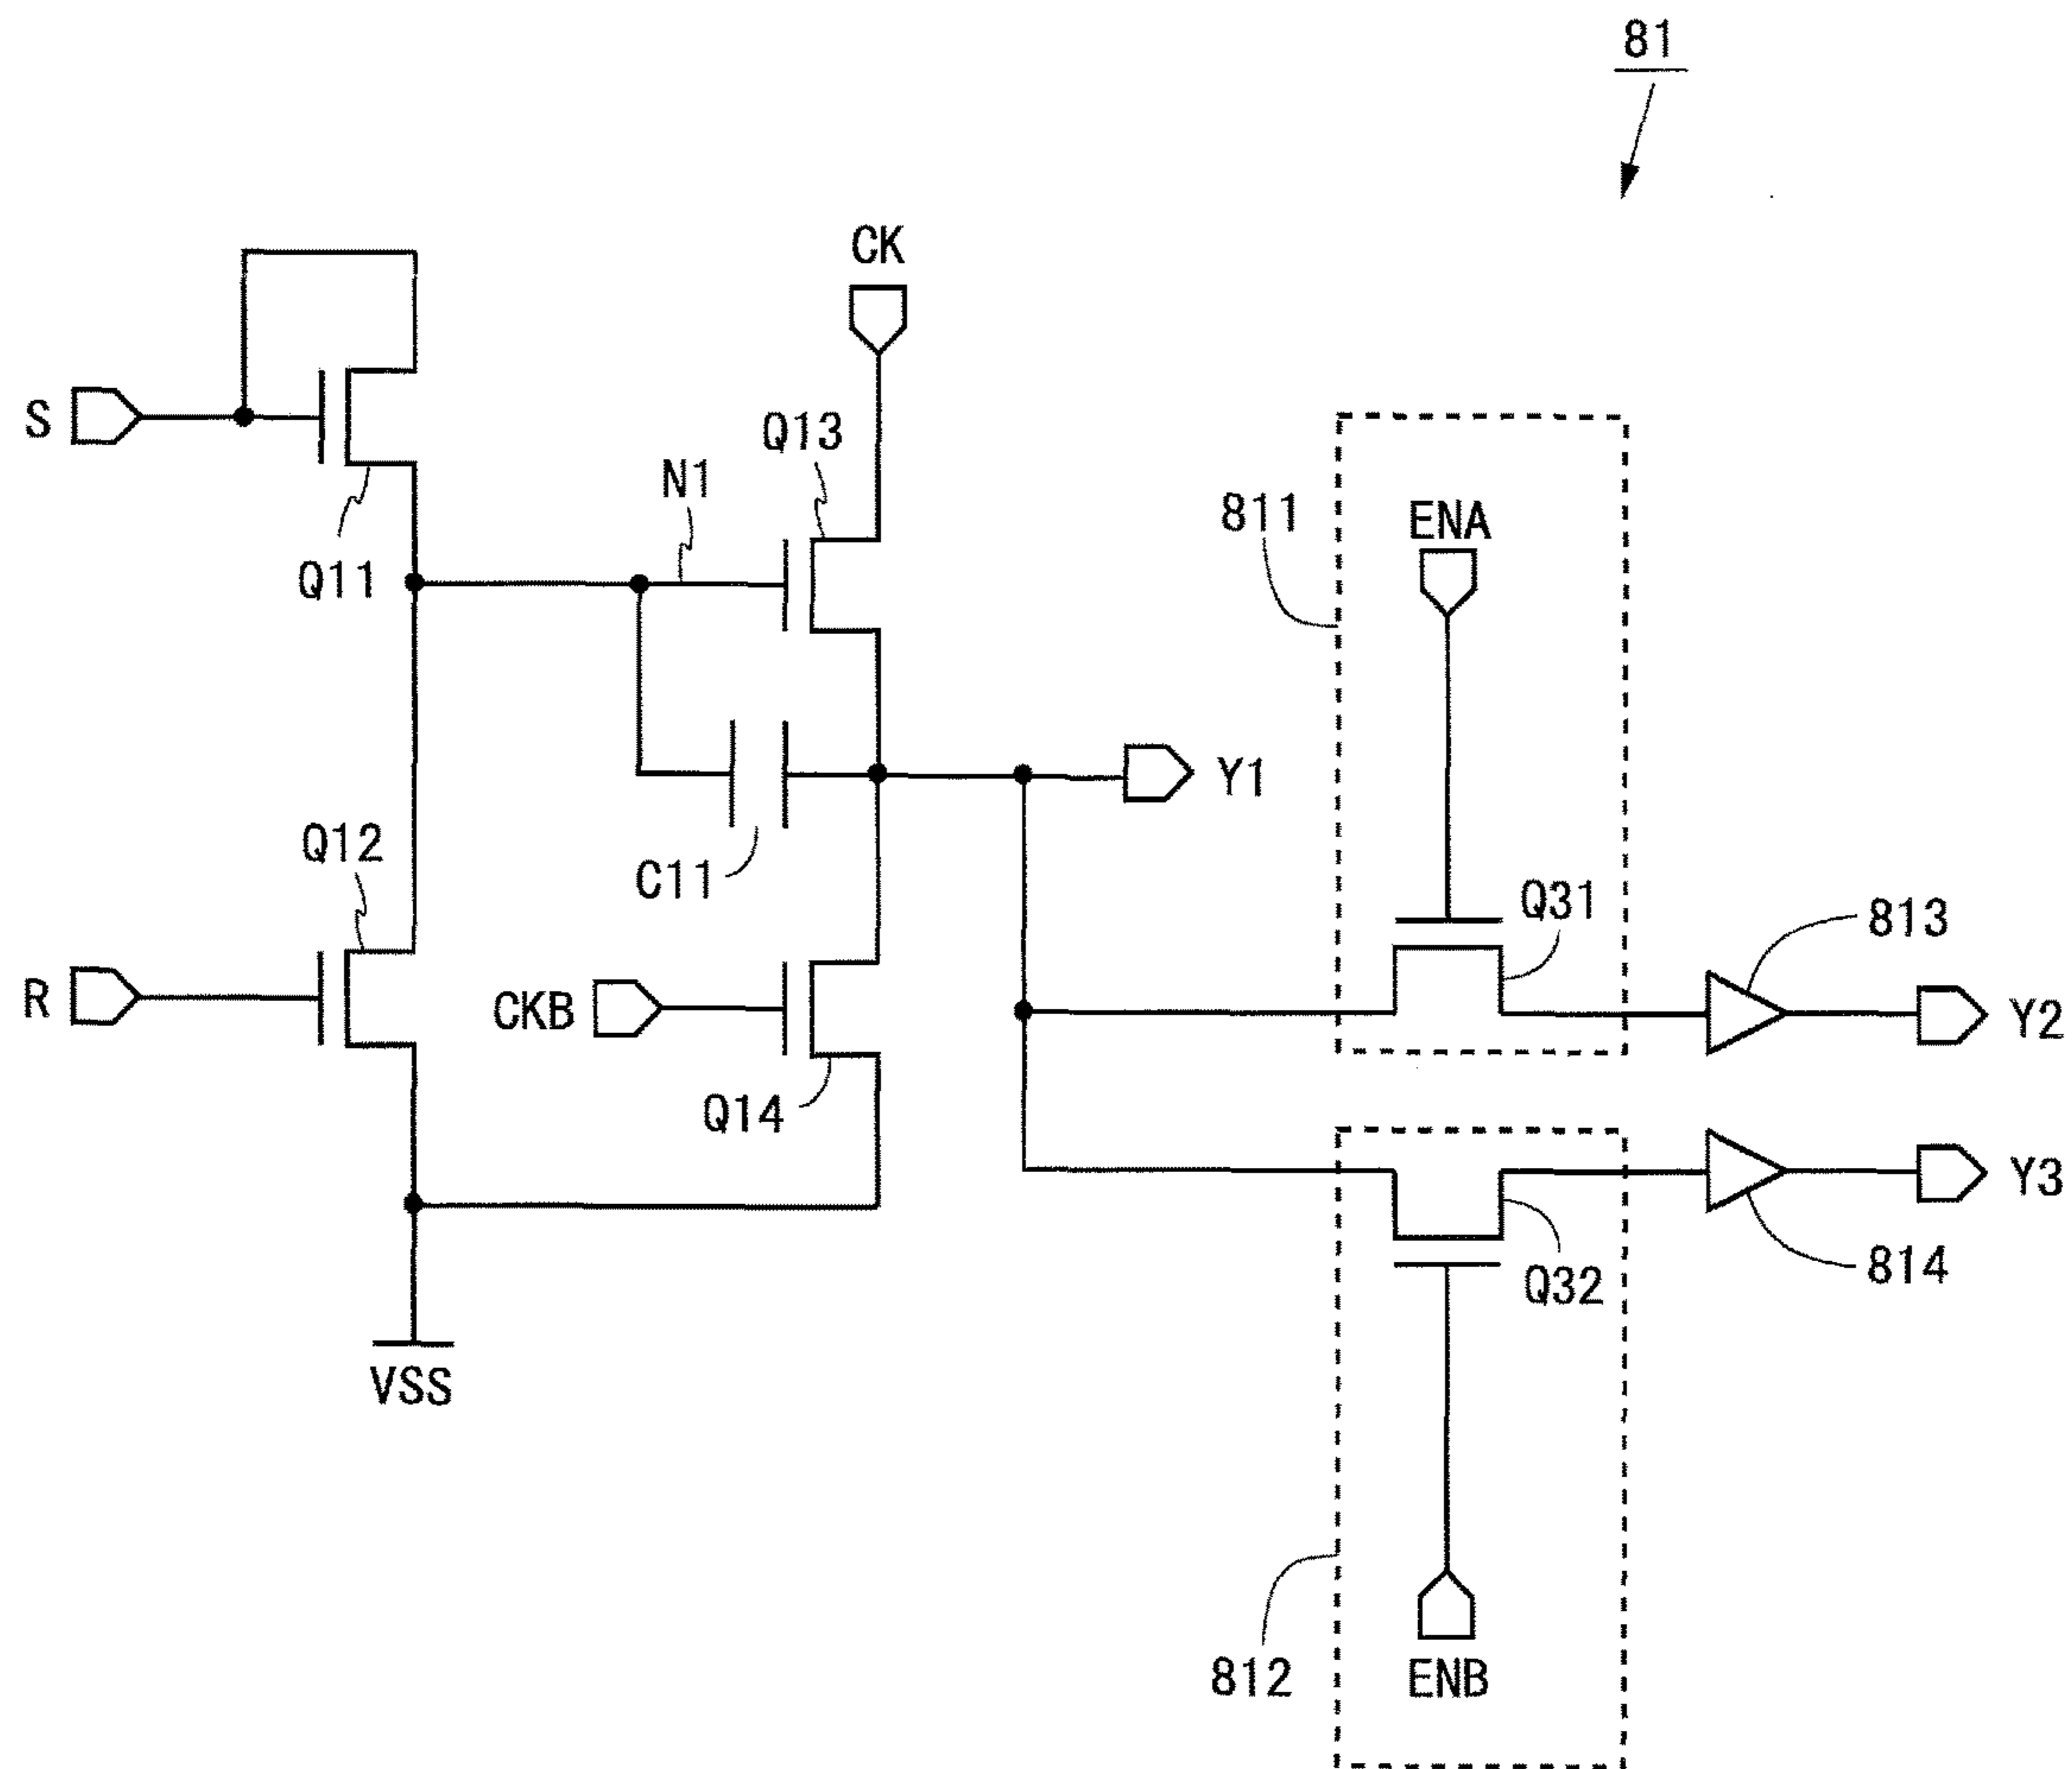 81
CK
S
Q13
N1
811
ENA
Q11
Y1
Q12
C11
Q31
813
R
CKB
Y2
Q14
Y3
814
Q32
VSS
812
ENB